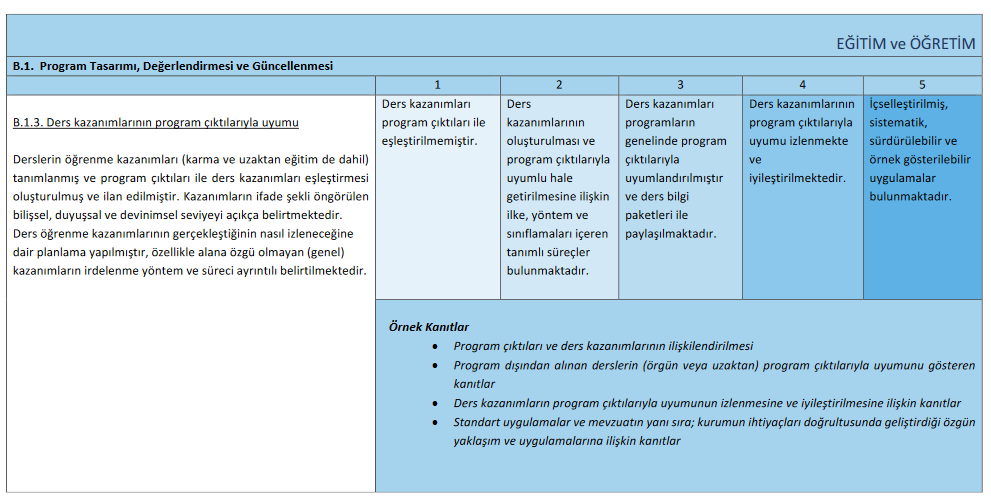 EĞİTİM ve ÖĞRETİM
B.1. Program Tasarımı, Değerlendirmesi ve Güncellenmesi
1
2
3
4
5
B.1.3. Ders kazanımlarının program çıktılarıyla uyumu
Derslerin öğrenme kazanımları (karma ve uzaktan eğitim de dahil)
tanımlanmış ve program çıktıları ile ders kazanımları eşleştirmesi
oluşturulmuş ve ilan edilmiştir. Kazanımların ifade şekli öngörülen
bilişsel, duyuşsal ve devinimsel seviyeyi açıkça belirtmektedir.
Ders öğrenme kazanımlarının gerçekleştiğinin nasıl izleneceğine
dair planlama yapılmıştır, özellikle alana özgü olmayan (genel)
kazanımların irdelenme yöntem ve süreci ayrıntılı belirtilmektedir.
Ders kazanımları
program çıktıları ile
eşleştirilmemiştir.
Ders
kazanımlarının
oluşturulması ve
program çıktılarıyla
uyumlu hale
getirilmesine ilişkin
ilke, yöntem ve
sınıflamaları içeren
tanımlı süreçler
bulunmaktadır.
Ders kazanımları
programların
genelinde program
çıktılarıyla
uyumlandırılmıştır
ve ders bilgi
paketleri ile
paylaşılmaktadır.
Ders kazanımlarının
program çıktılarıyla
uyumu izlenmekte
ve
iyileştirilmektedir.
İçselleştirilmiş,
sistematik,
sürdürülebilir ve
örnek gösterilebilir
uygulamalar
bulunmaktadır.
Örnek Kanıtlar
• Program çıktıları ve ders kazanımlarının ilişkilendirilmesi
• Program dışından alınan derslerin (örgün veya uzaktan) program çıktılarıyla uyumunu gösteren
kanıtlar
• Ders kazanımların program çıktılarıyla uyumunun izlenmesine ve iyileştirilmesine ilişkin kanıtlar
• Standart uygulamalar ve mevzuatın yanı sıra; kurumun ihtiyaçları doğrultusunda geliştirdiği özgün
yaklaşım ve uygulamalarına ilişkin kanıtlar